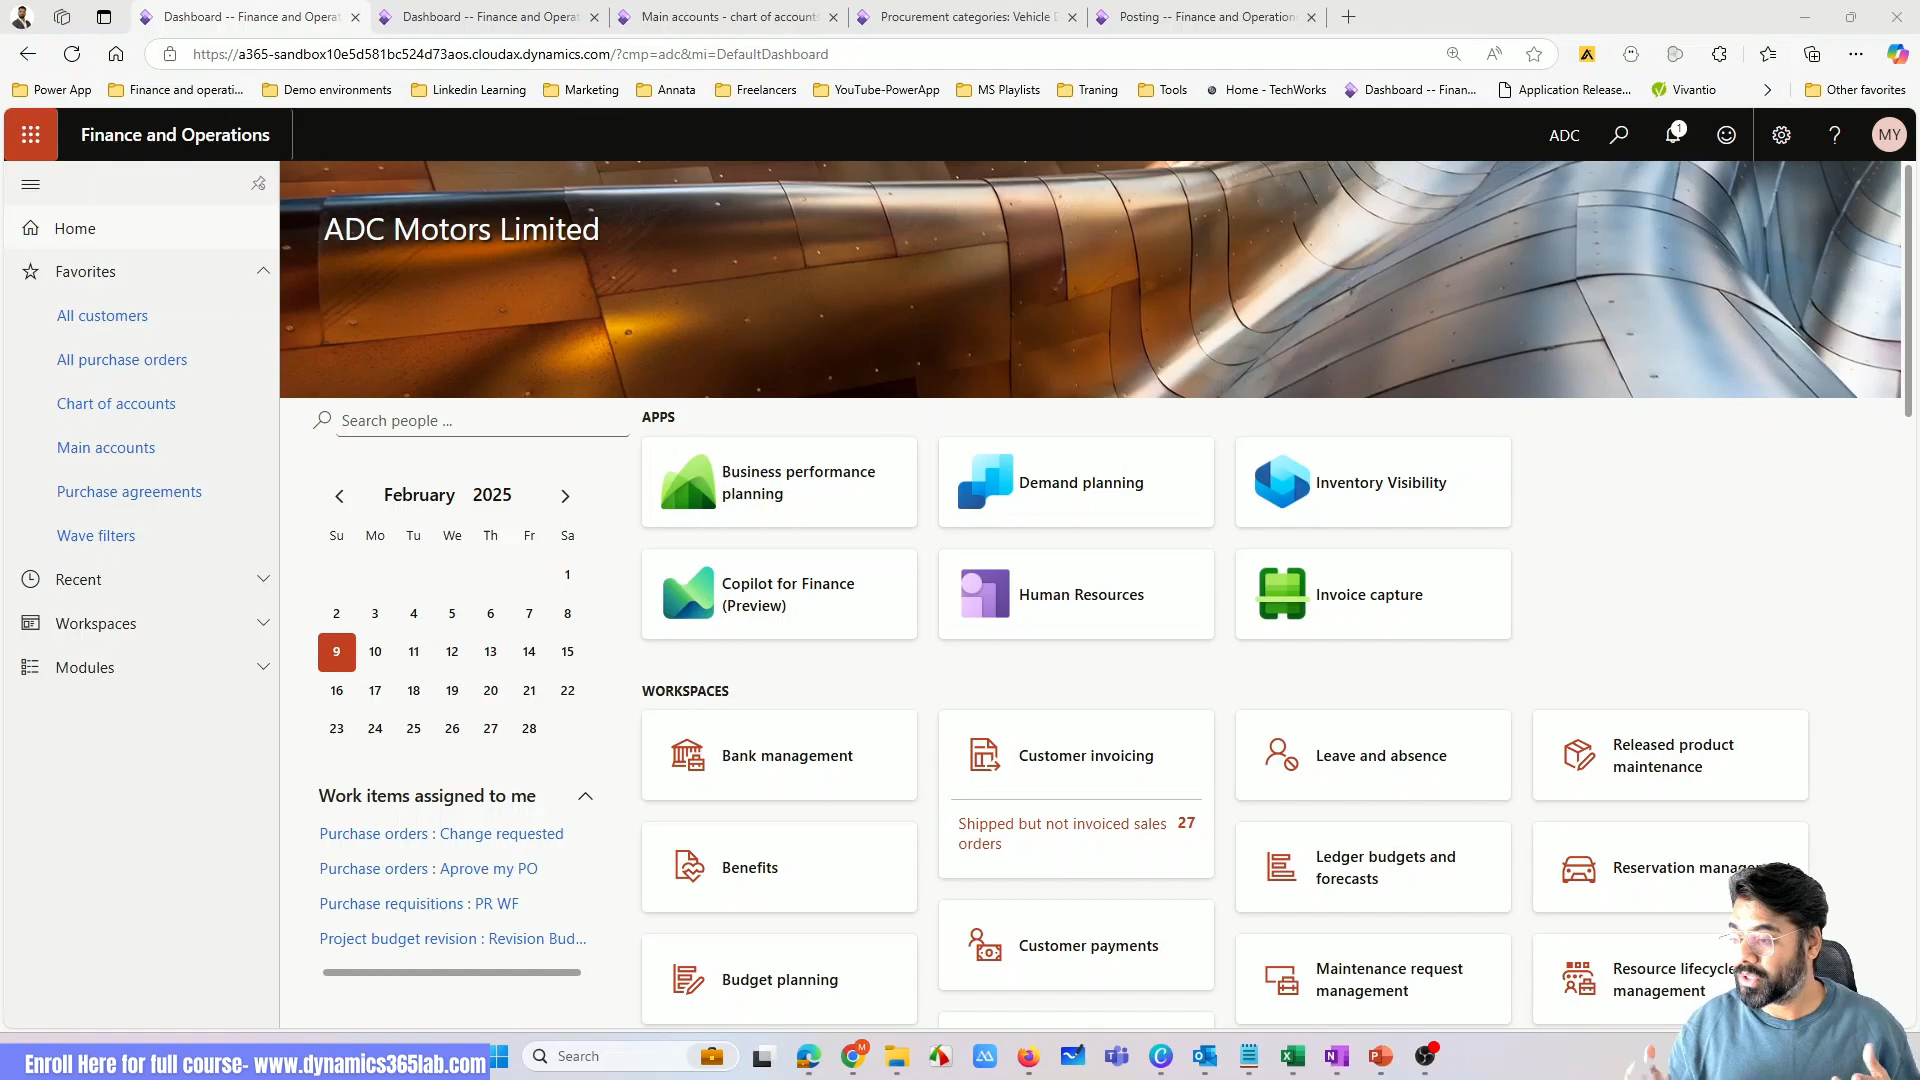 Dashboard -- Finance and Operat
Dashboard -- Finance and Operat
Main accounts - chart of accounts
Procurement categories: Vehicle
Posting -- Finance and Operation
https://a365-sandbox10e5d581bc524d73aos.cloudax.dynamics.com/?cmp=adc&mi=DefaultDashboard
Power App
Finance and operati...
Demo environments
Linkedin Learning
Marketing
Annata
Freelancers
YouTube-PowerApp
MS Playlists
Traning
Tools
Home - TechWorks
Dashboard -- Finan...
Application Release...
Vivantio
Other favorites
Finance and Operations
ADC
1
MY
Home
Favorites
All customers
All purchase orders
Chart of accounts
Main accounts
Purchase agreements
Wave filters
Recent
Workspaces
Modules
ADC Motors Limited
Search people ...
February 2025
Su Mo Tu We Th Fr Sa
1
2 3 4 5 6 7 8
9 10 11 12 13 14 15
16 17 18 19 20 21 22
23 24 25 26 27 28
Work items assigned to me
Purchase orders : Change requested
Purchase orders : Aprove my PO
Purchase requisitions : PR WF
Project budget revision : Revision Bud...
APPS
Business performance
planning
Demand planning
Inventory Visibility
Copilot for Finance
(Preview)
Human Resources
Invoice capture
WORKSPACES
Bank management
Customer invoicing
Shipped but not invoiced sales 27
orders
Leave and absence
Released product
maintenance
Benefits
Ledger budgets and
forecasts
Reservation
Customer payments
Budget planning
Maintenance request
management
Resource lifecycle
management
Enroll Here for full course- www.dynamics365lab.com
Search